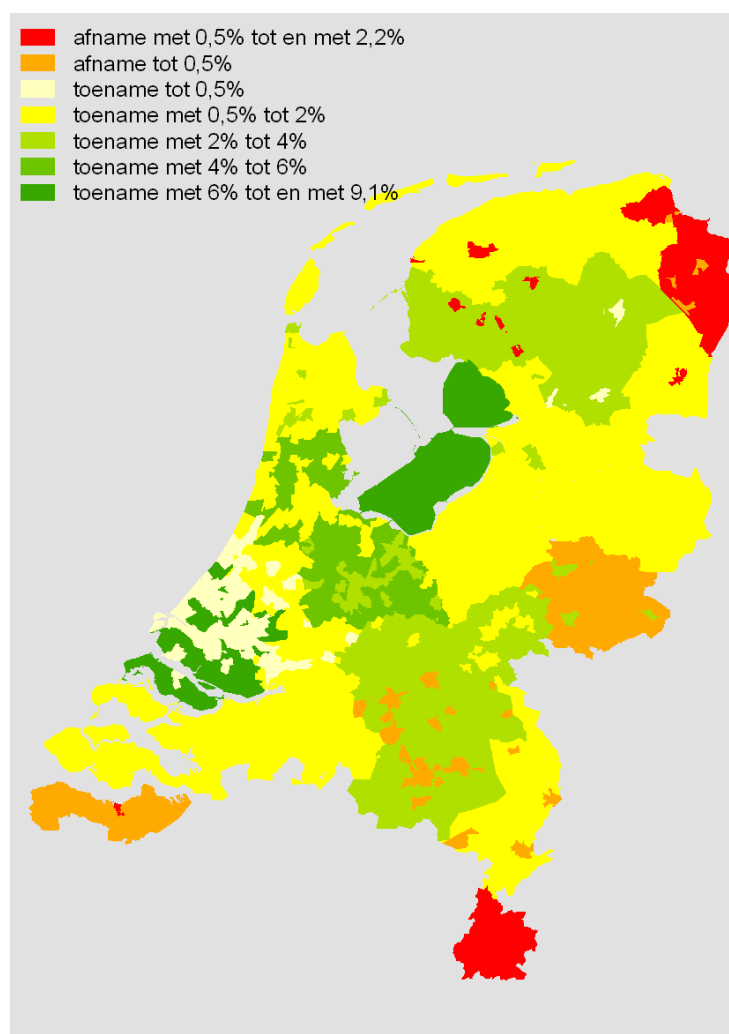 afname met 0,5% tot en met 2,2%
afname tot 0,5%
toename tot 0,5%
toename met 0,5% tot 2%
toename met 2% tot 4%
toename met 4% tot 6%
toename met 6% tot en met 9,1%